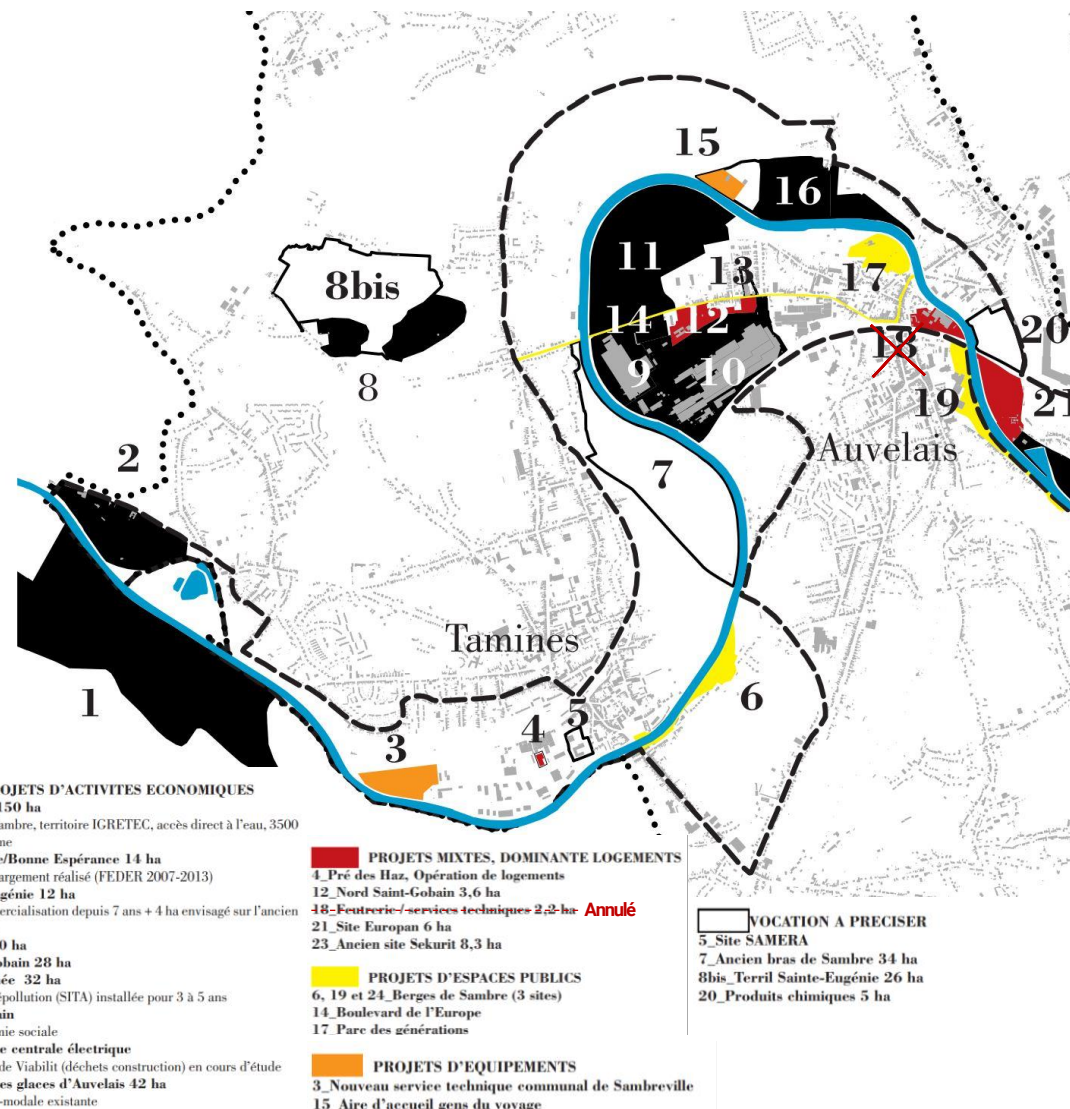 15
16
11
13
8bis
17
14
12
20
18
8
9
10
19
21
2
Auvelais
7
Tamines
1
6
5
4
3
OJETS D'ACTIVITES ECONOMIQUES
150 ha
ambre, territoire IGRETEC, accès direct à l'eau, 3500
ne
e/Bonne Espérance 14 ha
argement réalisé (FEDER 2007-2013)
génie 12 ha
ercialisation depuis 7 ans + 4 ha envisagé sur l'ancien
0 ha
obain 28 ha
iée 32 ha
épollution (SITA) installée pour 3 à 5 ans
ain
mie sociale
e centrale électrique
de Viabilit (déchets construction) en cours d'étude
es glaces d'Auvelais 42 ha
-modale existante
PROJETS MIXTES, DOMINANTE LOGEMENTS
4_Pré des Haz, Opération de logements
12_Nord Saint-Gobain 3,6 ha
18_Feutrerie / services techniques 2,2 ha Annulé
21_Site Europan 6 ha
23_Ancien site Sekurit 8,3 ha
PROJETS D'ESPACES PUBLICS
6, 19 et 24_Berges de Sambre (3 sites)
14_Boulevard de l'Europe
17_Parc des générations
PROJETS D'EQUIPEMENTS
3_Nouveau service technique communal de Sambreville
15_Aire d'accueil gens du voyage
VOCATION A PRECISER
5_Site SAMERA
7_Ancien bras de Sambre 34 ha
8bis_Terril Sainte-Eugénie 26 ha
20_Produits chimiques 5 ha